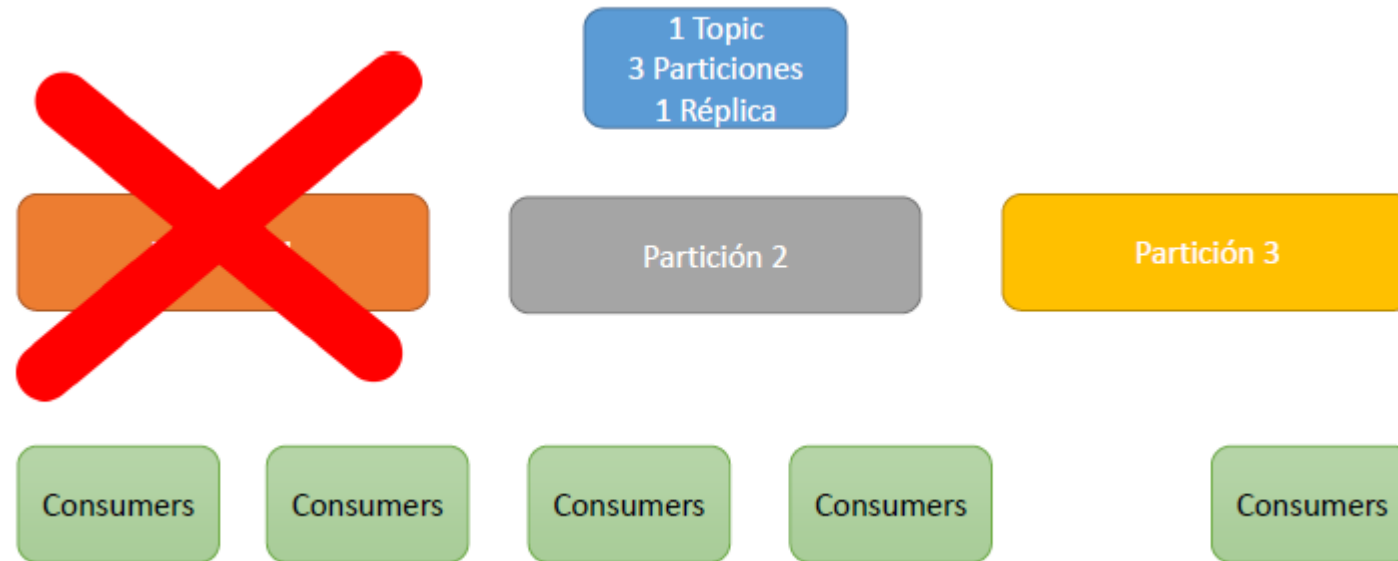 1 Topic
3 Particiones
1 Réplica
Partición 2
Partición 3
Consumers
Consumers
Consumers
Consumers
Consumers